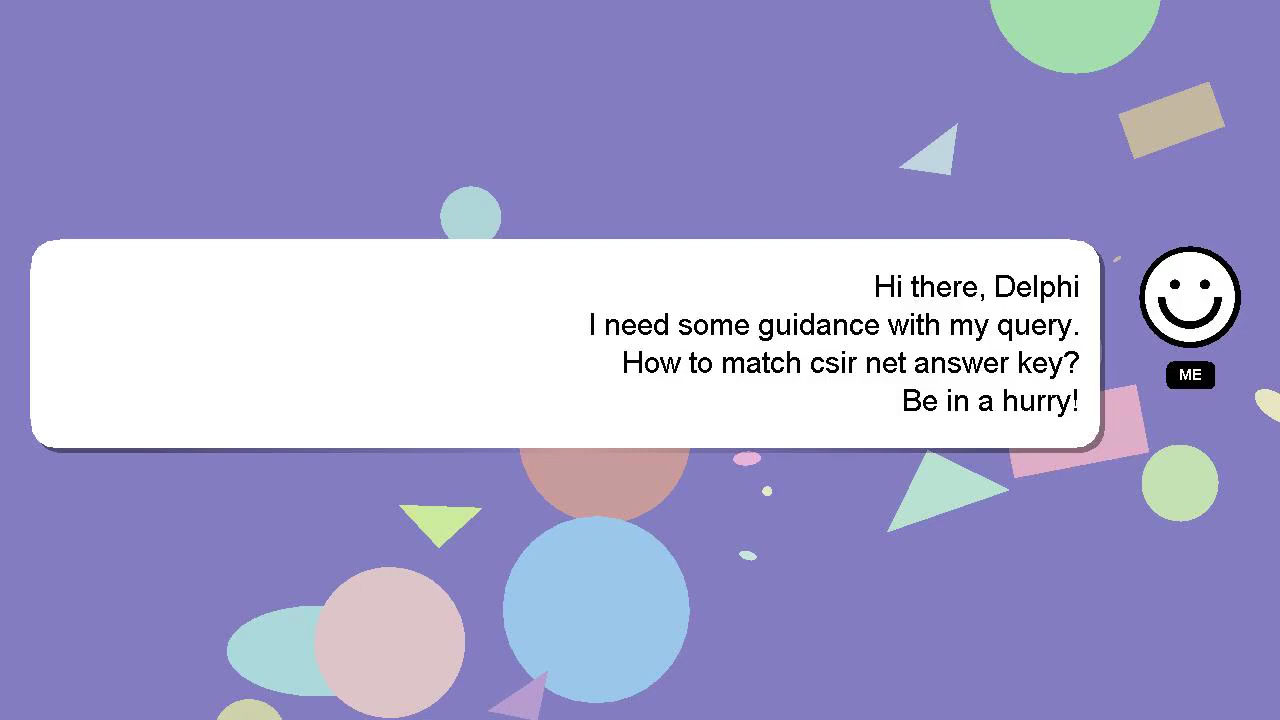 Hi there, Delphi
I need some guidance with my query.
How to match csir net answer key?
Be in a hurry!
ME